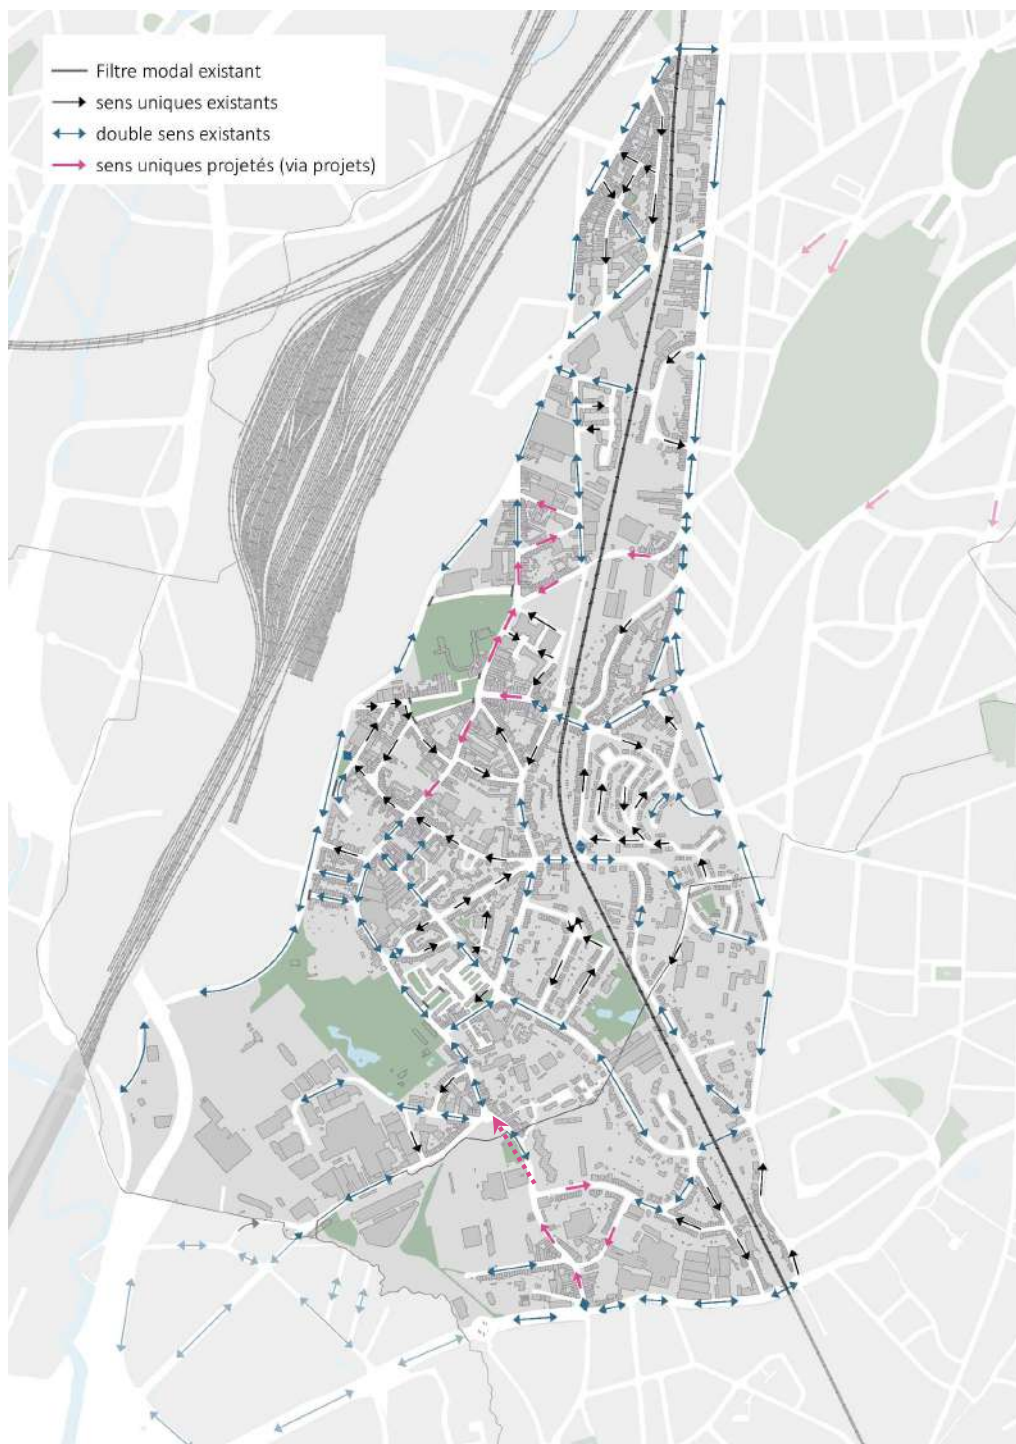 Filtre modal existant
sens uniques existants
double sens existants
sens uniques projetés (via projets)